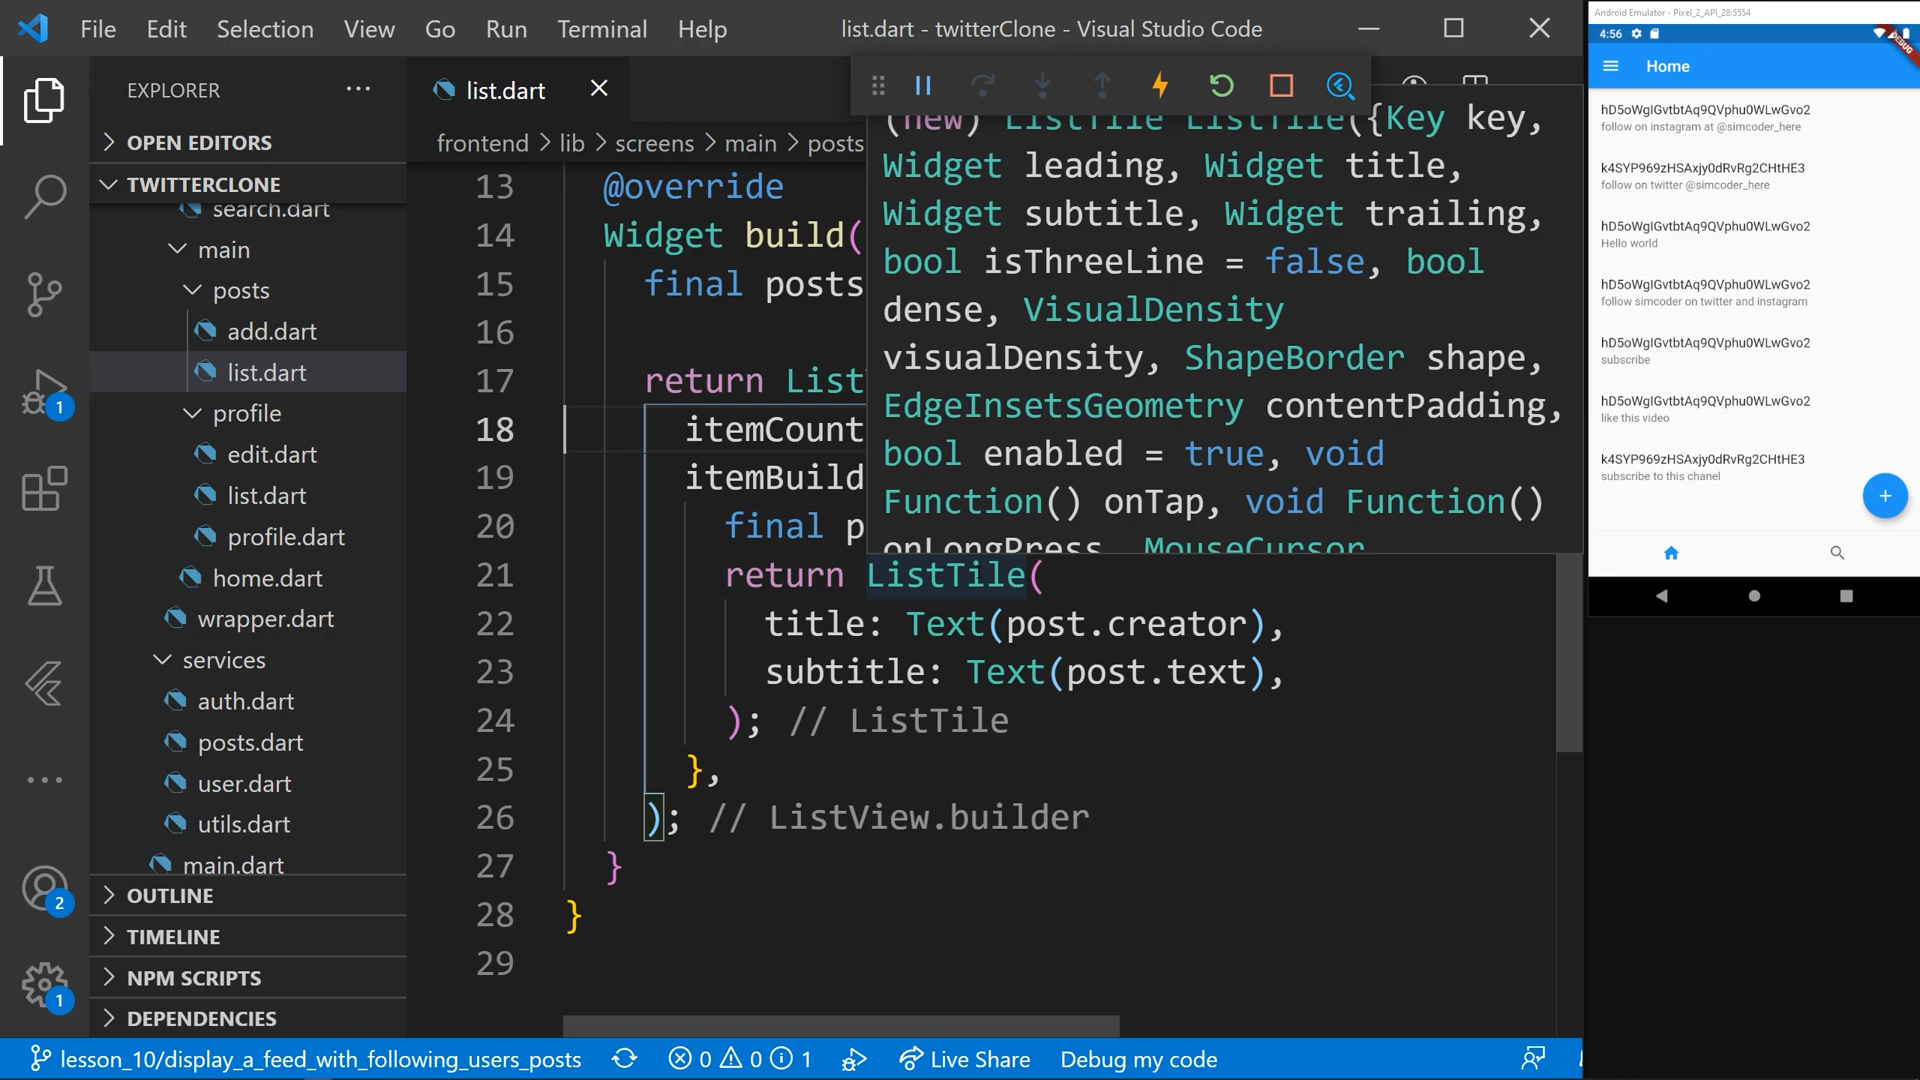 File Edit Selection View Go Run Terminal Help
list.dart - twitterClone - Visual Studio Code
EXPLORER
OPEN EDITORS
TWITTERCLONE
search.dart
main
posts
add.dart
list.dart
profile
edit.dart
list.dart
profile.dart
home.dart
wrapper.dart
services
auth.dart
posts.dart
user.dart
utils.dart
main.dart
OUTLINE
TIMELINE
NPM SCRIPTS
DEPENDENCIES
1
2
1
list.dart
frontend > lib > screens > main > posts
(new) ListTile ListTile({Key key,
Widget leading, Widget title,
Widget subtitle, Widget trailing,
bool isThreeLine = false, bool
dense, VisualDensity
visualDensity, ShapeBorder shape,
EdgeInsetsGeometry contentPadding,
bool enabled = true, void
Function() onTap, void Function()
onLongPress, MouseCursor
13 @override
14 Widget build(
15 final posts
16
17 return List
18 itemCount
19 itemBuild
20 final p
21 return ListTile(
22 title: Text(post.creator),
23 subtitle: Text(post.text),
24 ); // ListTile
25 },
26 ); // ListView.builder
27 }
28 }
29
lesson_10/display_a_feed_with_following_users_posts 0 0 1 Live Share Debug my code
Android Emulator - Pixel_2_API_28:5554
4:56
DEBUG
Home
hD5oWgIGvtbtAq9QVphu0WLwGvo2
follow on instagram at @simcoder_here
k4SYP969zHSAxjy0dRvRg2CHtHE3
follow on twitter @simcoder_here
hD5oWgIGvtbtAq9QVphu0WLwGvo2
Hello world
hD5oWgIGvtbtAq9QVphu0WLwGvo2
follow simcoder on twitter and instagram
hD5oWgIGvtbtAq9QVphu0WLwGvo2
subscribe
hD5oWgIGvtbtAq9QVphu0WLwGvo2
like this video
k4SYP969zHSAxjy0dRvRg2CHtHE3
subscribe to this chanel